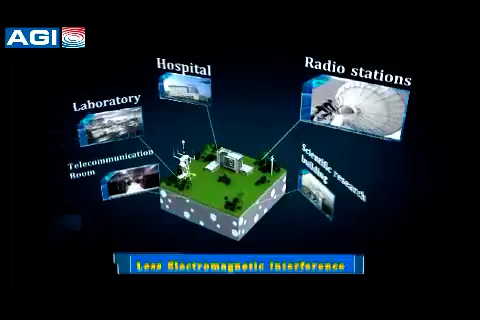 AGI
Hospital
Radio stations
Laboratory
Telecommunication
Room
Scientific research
building
Less Electromagnetic Interference